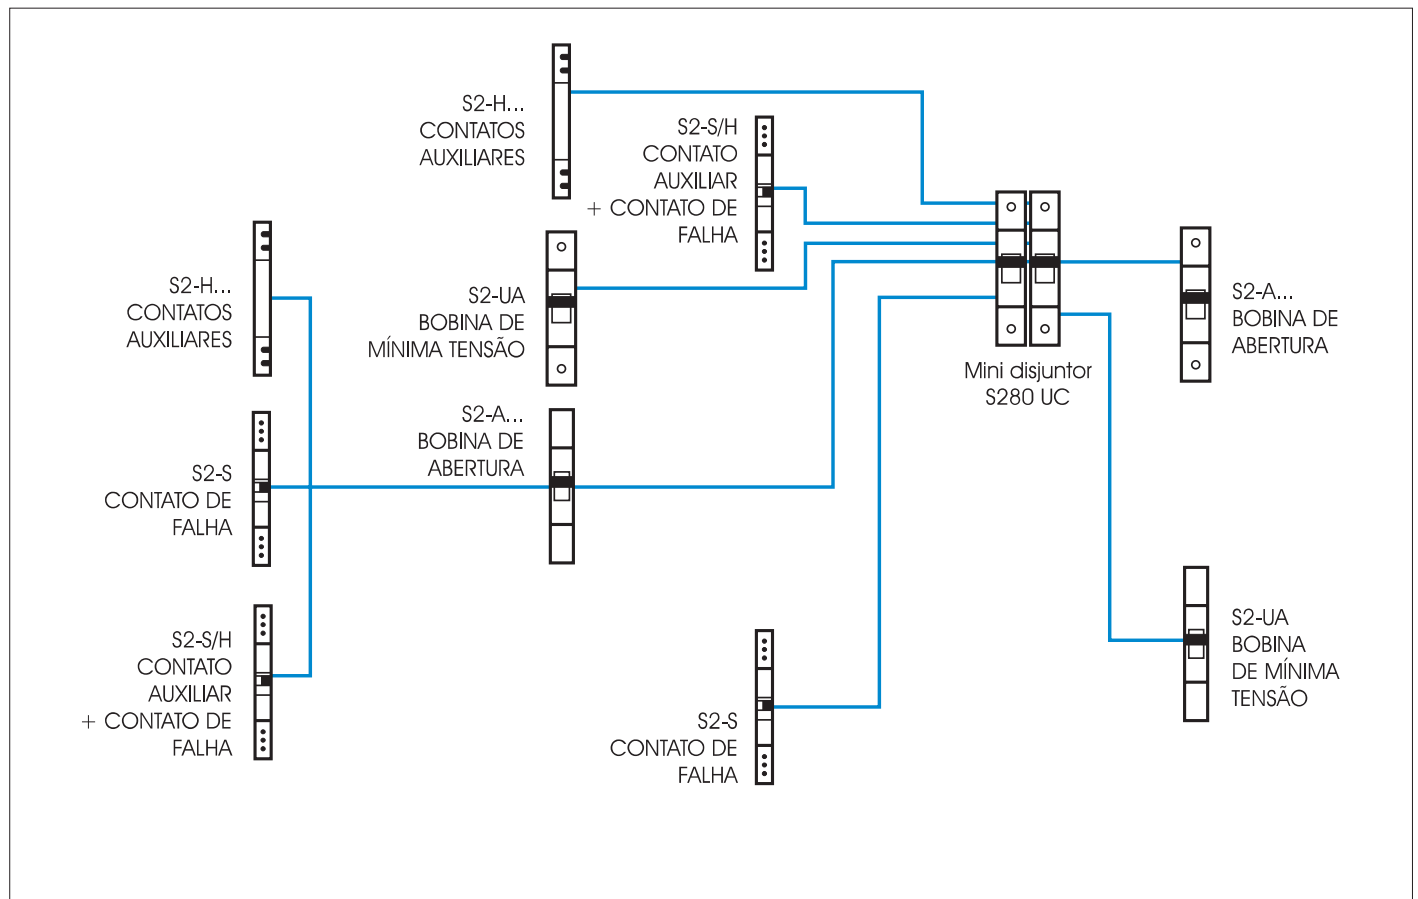 S2-H...
CONTATOS
AUXILIARES
S2-S/H
CONTATO
AUXILIAR
+ CONTATO DE
FALHA
S2-H...
CONTATOS
AUXILIARES
S2-UA
BOBINA DE
MÍNIMA TENSÃO
S2-A...
BOBINA DE
ABERTURA
Mini disjuntor
S280 UC
S2-A...
BOBINA DE
ABERTURA
S2-S
CONTATO DE
FALHA
S2-S/H
CONTATO
AUXILIAR
+ CONTATO DE
FALHA
S2-S
CONTATO DE
FALHA
S2-UA
BOBINA
DE MÍNIMA
TENSÃO